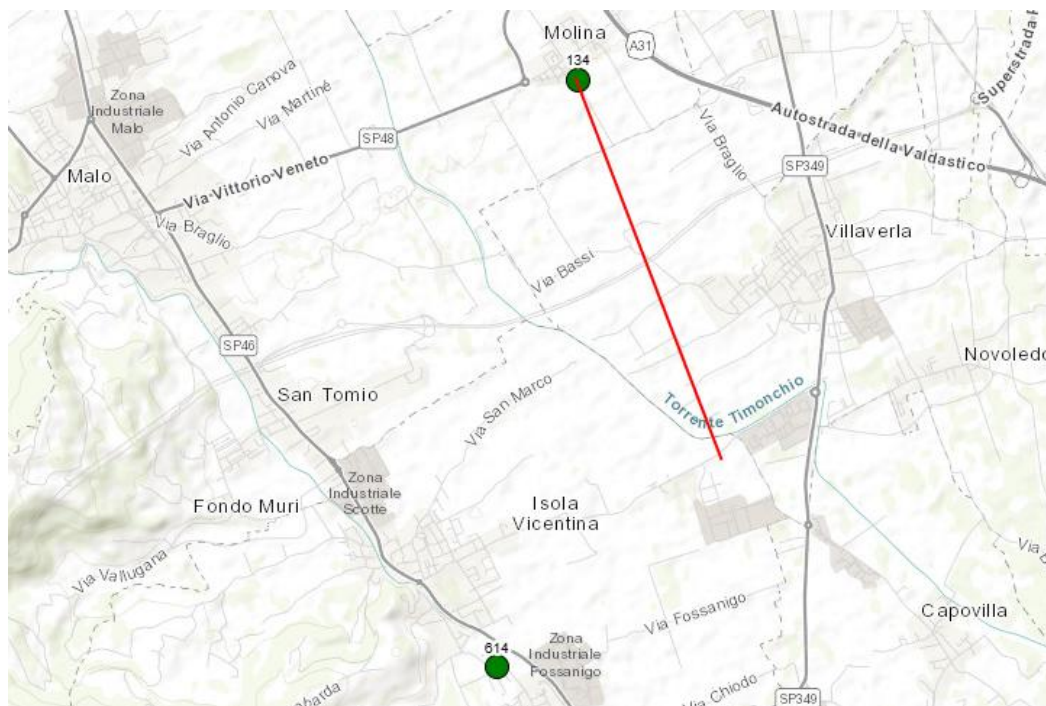 Molina
134
A31
Superstrada
Zona
Industriale
Malo
Via Antonio Canova
Via Martinè
SP48
Via Vittorio Veneto
Malo
Via Braglio
Via Braglio
Autostrada della Valdastico
SP349
Villaverla
Via Bassi
SP46
San Tomio
Via San Marco
Torrente Timonchio
Novoledo
Zona
Industriale
Scotte
Fondo Muri
Isola
Vicentina
Via Vallugana
Via Fossanigo
Capovilla
614
Zona
Industriale
Fossanigo
Via Chiodo
SP349